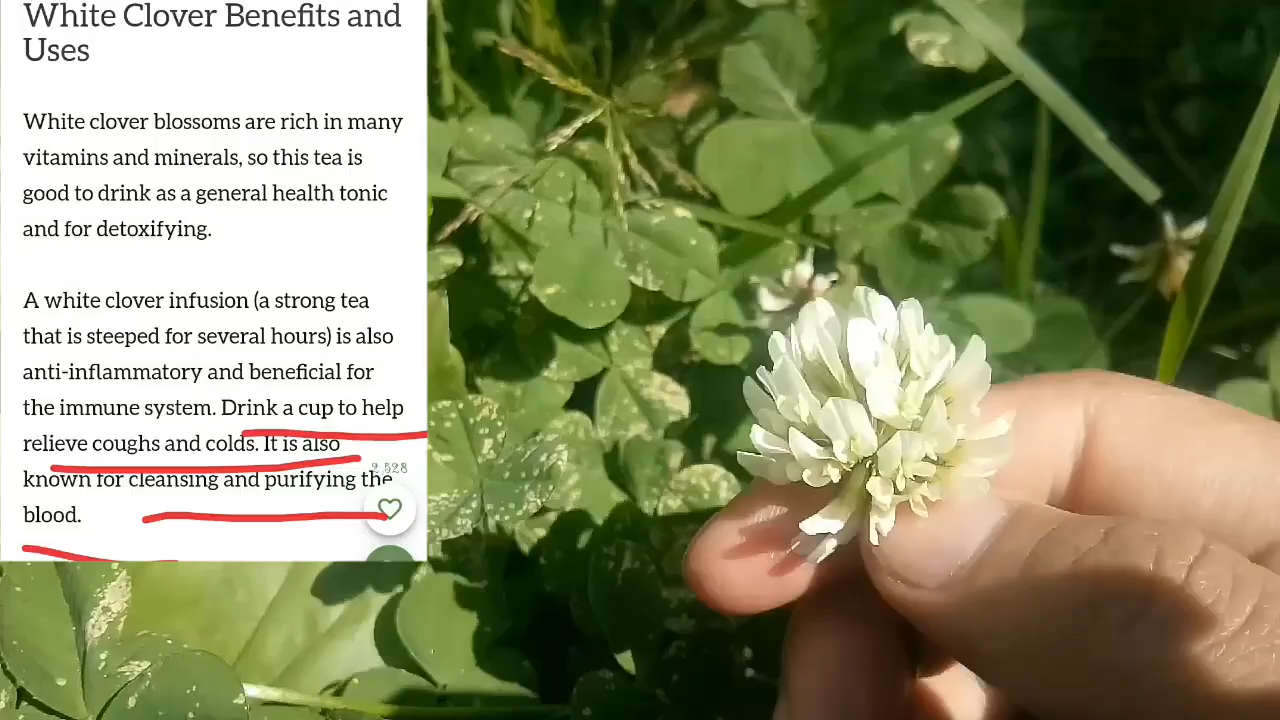 White Clover Benefits and
Uses
White clover blossoms are rich in many
vitamins and minerals, so this tea is
good to drink as a general health tonic
and for detoxifying.
A white clover infusion (a strong tea
that is steeped for several hours) is also
anti-inflammatory and beneficial for
the immune system. Drink a cup to help
relieve coughs and colds. It is also
known for cleansing and purifying the
blood.
2,528